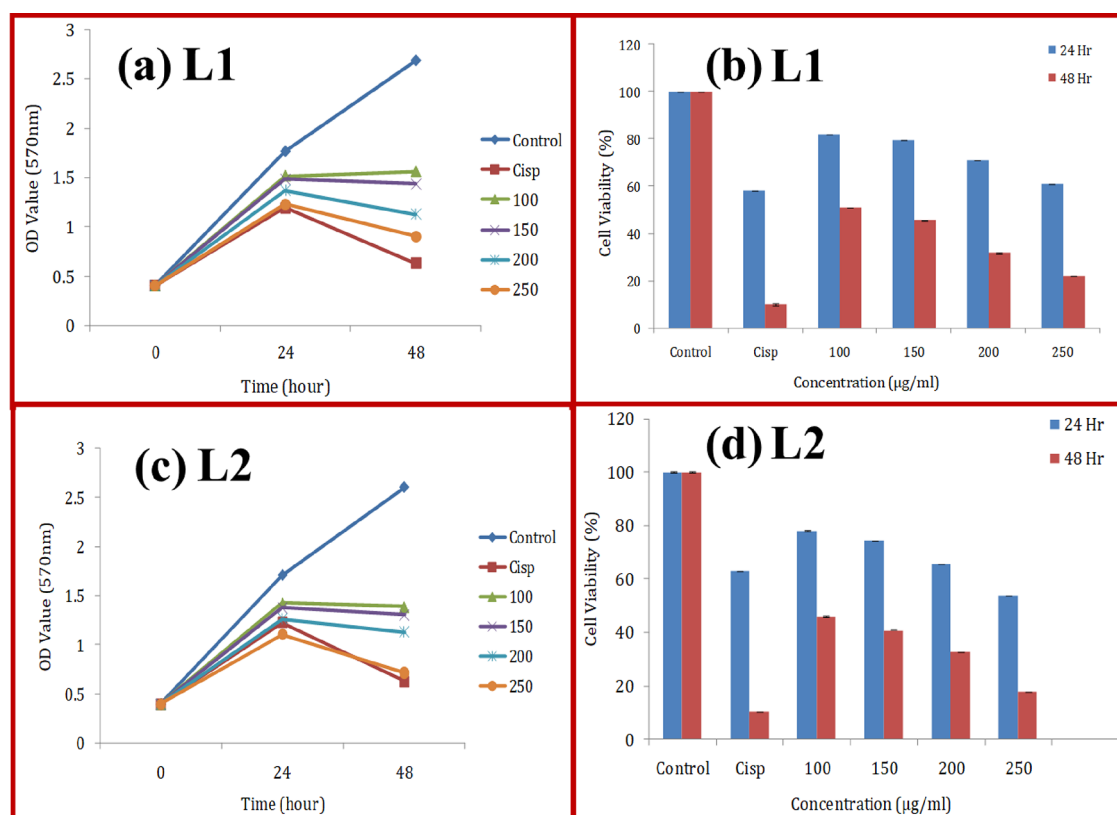 (a) L1
3
2.5
2
1.5
1
0.5
0
OD Value (570nm)
0 24 48
Time (hour)
Control
Cisp
100
150
200
250
(b) L1
120
100
80
60
40
20
0
Cell Viability (%)
24 Hr
48 Hr
Control Cisp 100 150 200 250
Concentration (µg/ml)
(c) L2
3
2.5
2
1.5
1
0.5
0
OD Value (570nm)
0 24 48
Time (hour)
Control
Cisp
100
150
200
250
(d) L2
120
100
80
60
40
20
0
Cell Viability (%)
24 Hr
48 Hr
Control Cisp 100 150 200 250
Concentration (µg/ml)